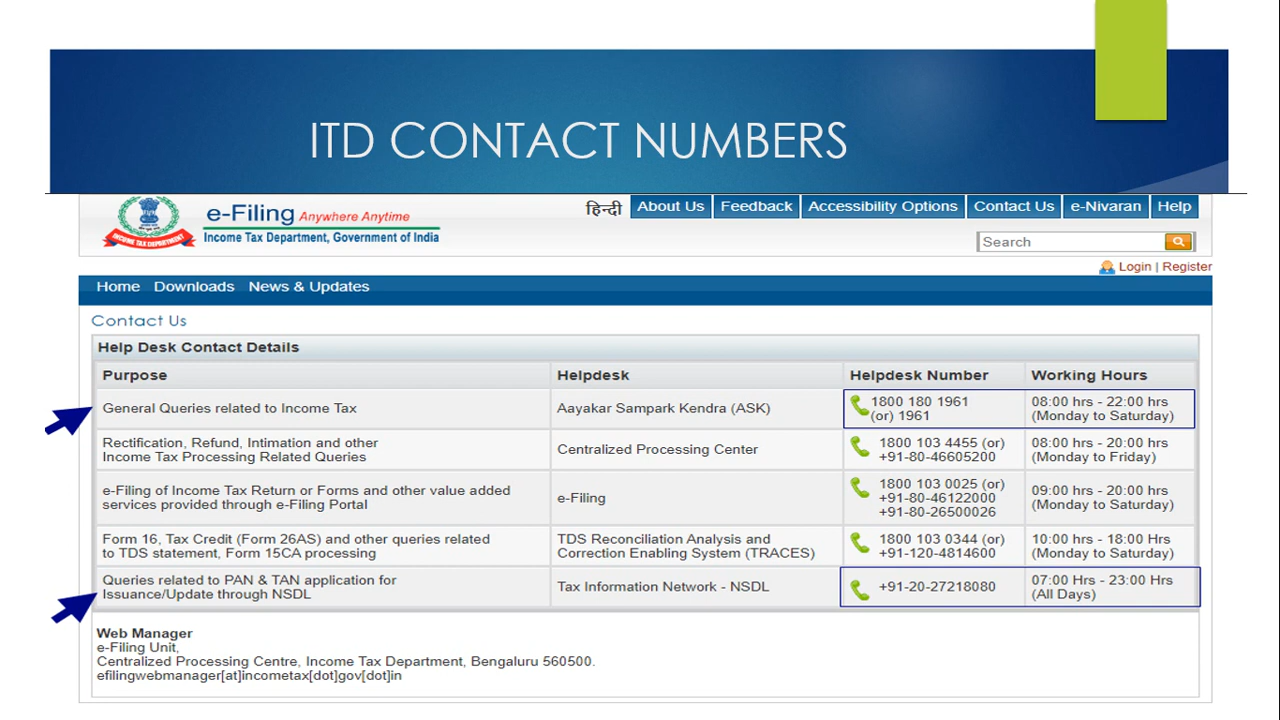 ITD CONTACT NUMBERS
e-Filing Anywhere Anytime
Income Tax Department, Government of India
INCOME TAX DEPARTMENT
हिन्दी About Us Feedback Accessibility Options Contact Us e-Nivaran Help
Search
Login | Register
Home Downloads News & Updates
Contact Us
Help Desk Contact Details
Purpose Helpdesk Helpdesk Number Working Hours
General Queries related to Income Tax
Aayakar Sampark Kendra (ASK)
1800 180 1961
(or) 1961
08:00 hrs - 22:00 hrs
(Monday to Saturday)
Rectification, Refund, Intimation and other
Income Tax Processing Related Queries
Centralized Processing Center
1800 103 4455 (or)
+91-80-46605200
08:00 hrs - 20:00 hrs
(Monday to Friday)
e-Filing of Income Tax Return or Forms and other value added
services provided through e-Filing Portal
e-Filing
1800 103 0025 (or)
+91-80-46122000
+91-80-26500026
09:00 hrs - 20:00 hrs
(Monday to Saturday)
Form 16, Tax Credit (Form 26AS) and other queries related
to TDS statement, Form 15CA processing
TDS Reconciliation Analysis and
Correction Enabling System (TRACES)
1800 103 0344 (or)
+91-120-4814600
10:00 hrs - 18:00 Hrs
(Monday to Saturday)
Queries related to PAN & TAN application for
Issuance/Update through NSDL
Tax Information Network - NSDL
+91-20-27218080
07:00 Hrs - 23:00 Hrs
(All Days)
Web Manager
e-Filing Unit,
Centralized Processing Centre, Income Tax Department, Bengaluru 560500.
efilingwebmanager[at]incometax[dot]gov[dot]in